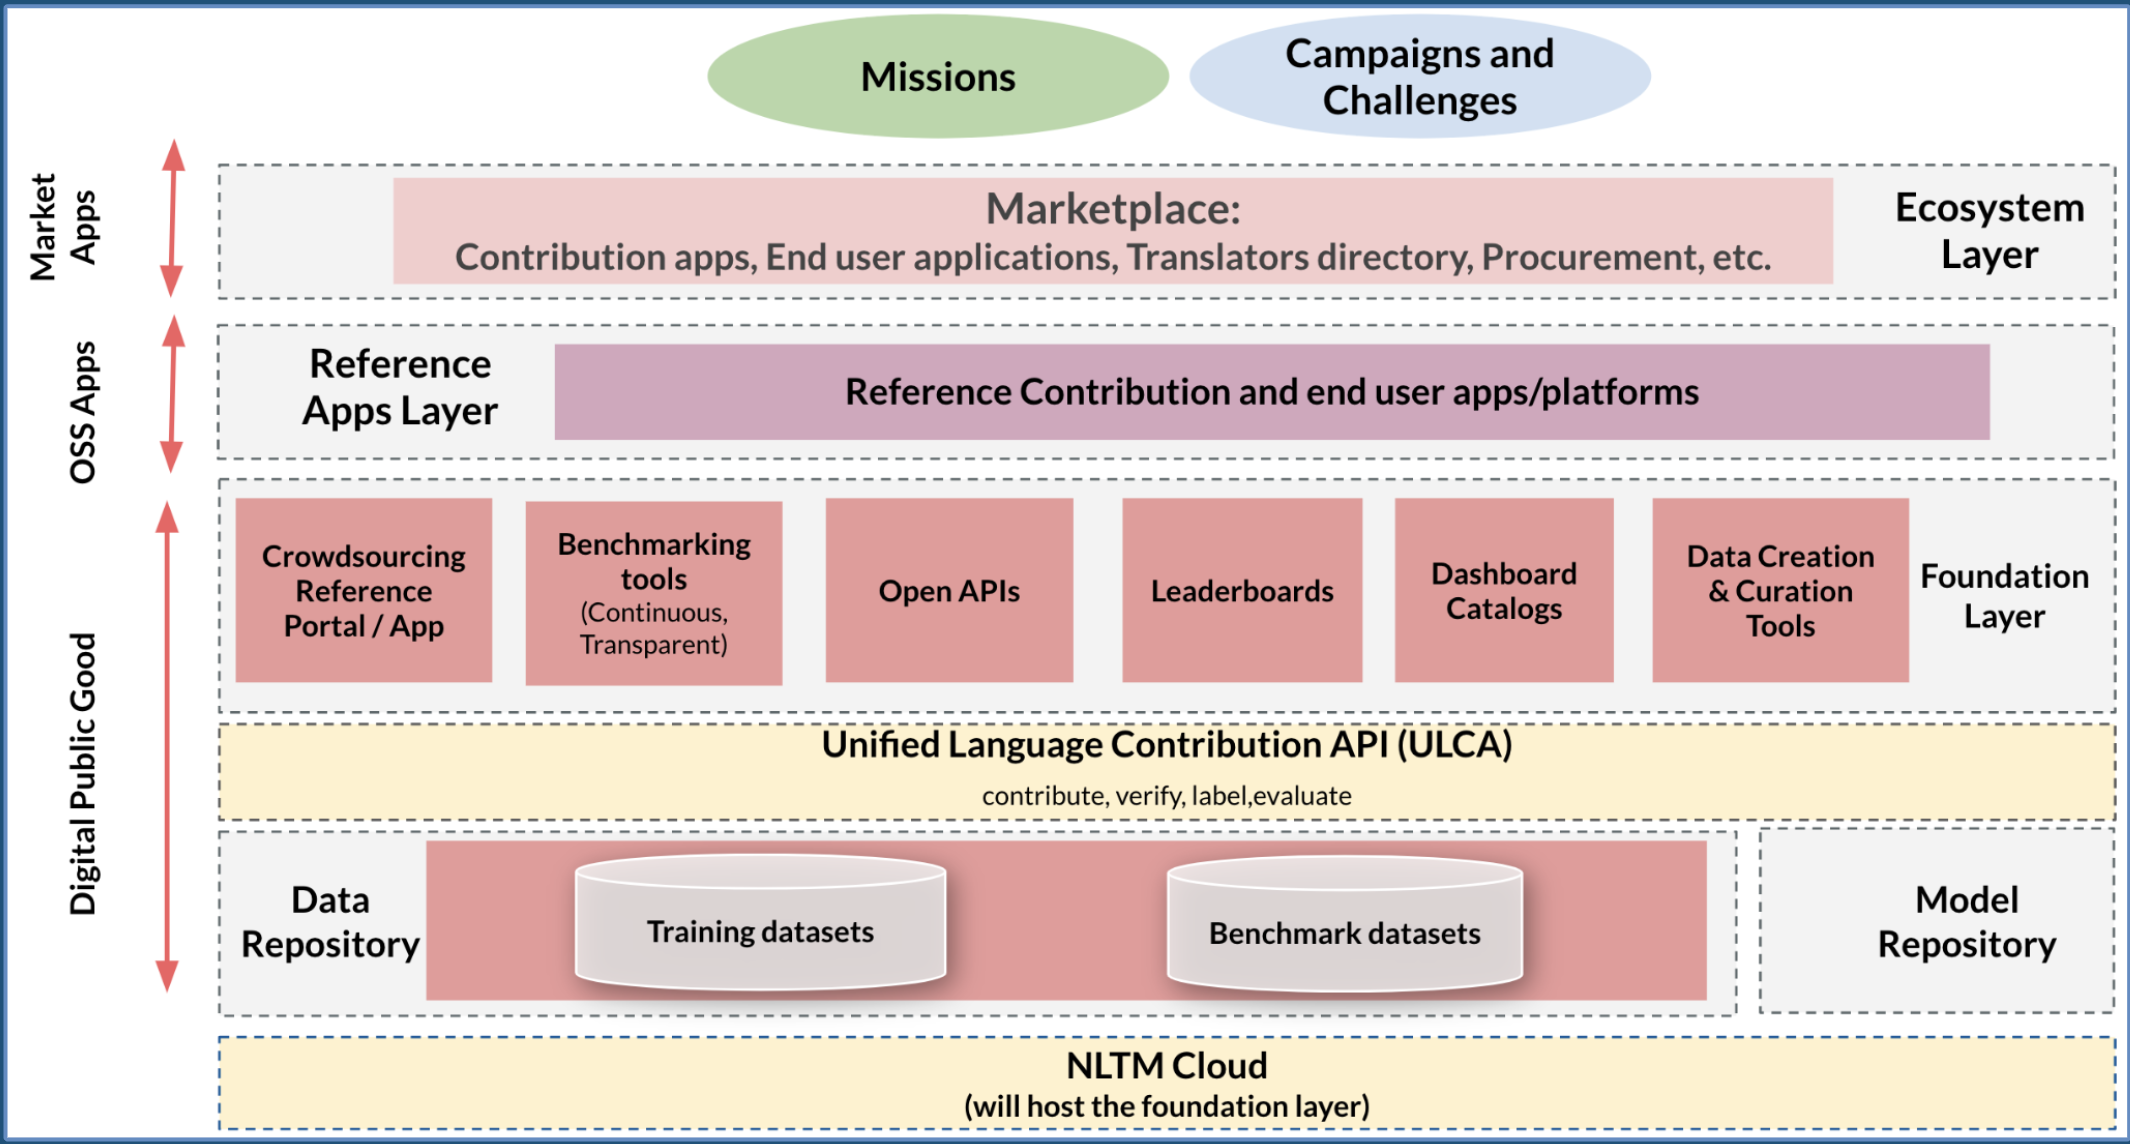 Missions
Campaigns and
Challenges
Market
Apps
Marketplace:
Contribution apps, End user applications, Translators directory, Procurement, etc.
Ecosystem
Layer
OSS Apps
Reference
Apps Layer
Reference Contribution and end user apps/platforms
Digital Public Good
Crowdsourcing
Reference
Portal / App
Benchmarking
tools
(Continuous,
Transparent)
Open APIs
Leaderboards
Dashboard
Catalogs
Data Creation
& Curation
Tools
Foundation
Layer
Unified Language Contribution API (ULCA)
contribute, verify, label,evaluate
Data
Repository
Training datasets
Benchmark datasets
Model
Repository
NLTM Cloud
(will host the foundation layer)